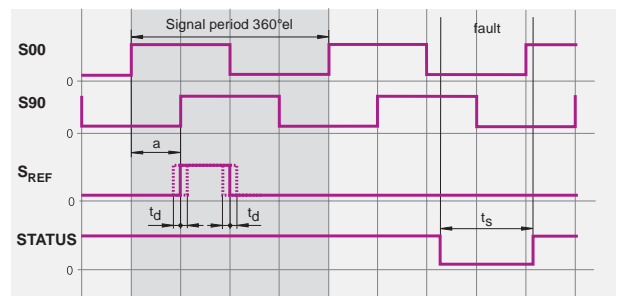 Signal period 360°el
fault
S00
0
S90
0
a
SREF
0
td
td
STATUS
tS
0